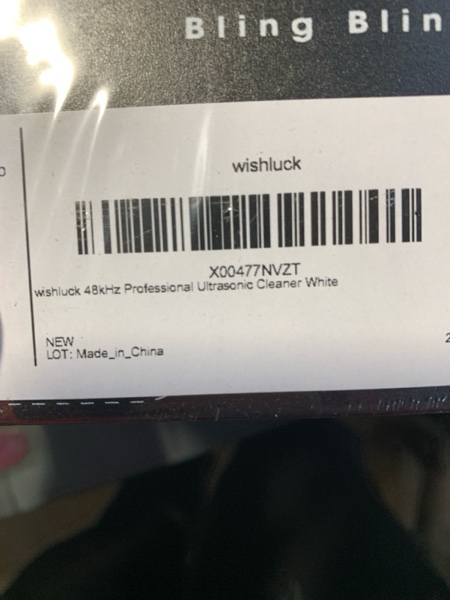 Bling Blin
wishluck
X00477NVZT
wishluck 48kHz Professional Ultrasonic Cleaner White
NEW
LOT: Made_in_China